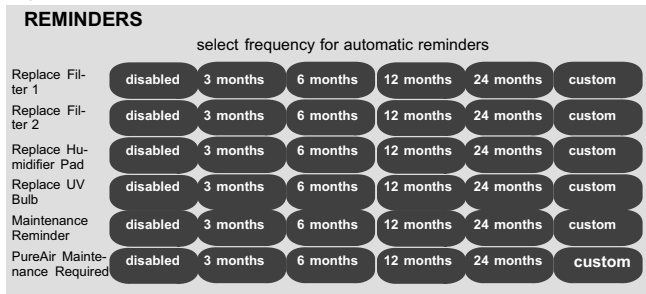 REMINDERS
select frequency for automatic reminders
Replace Fil-
ter 1
disabled 3 months 6 months 12 months 24 months custom
Replace Fil-
ter 2
disabled 3 months 6 months 12 months 24 months custom
Replace Hu-
midifier Pad
disabled 3 months 6 months 12 months 24 months custom
Replace UV
Bulb
disabled 3 months 6 months 12 months 24 months custom
Maintenance
Reminder
disabled 3 months 6 months 12 months 24 months custom
PureAir Mainte-
nance Required
disabled 3 months 6 months 12 months 24 months custom